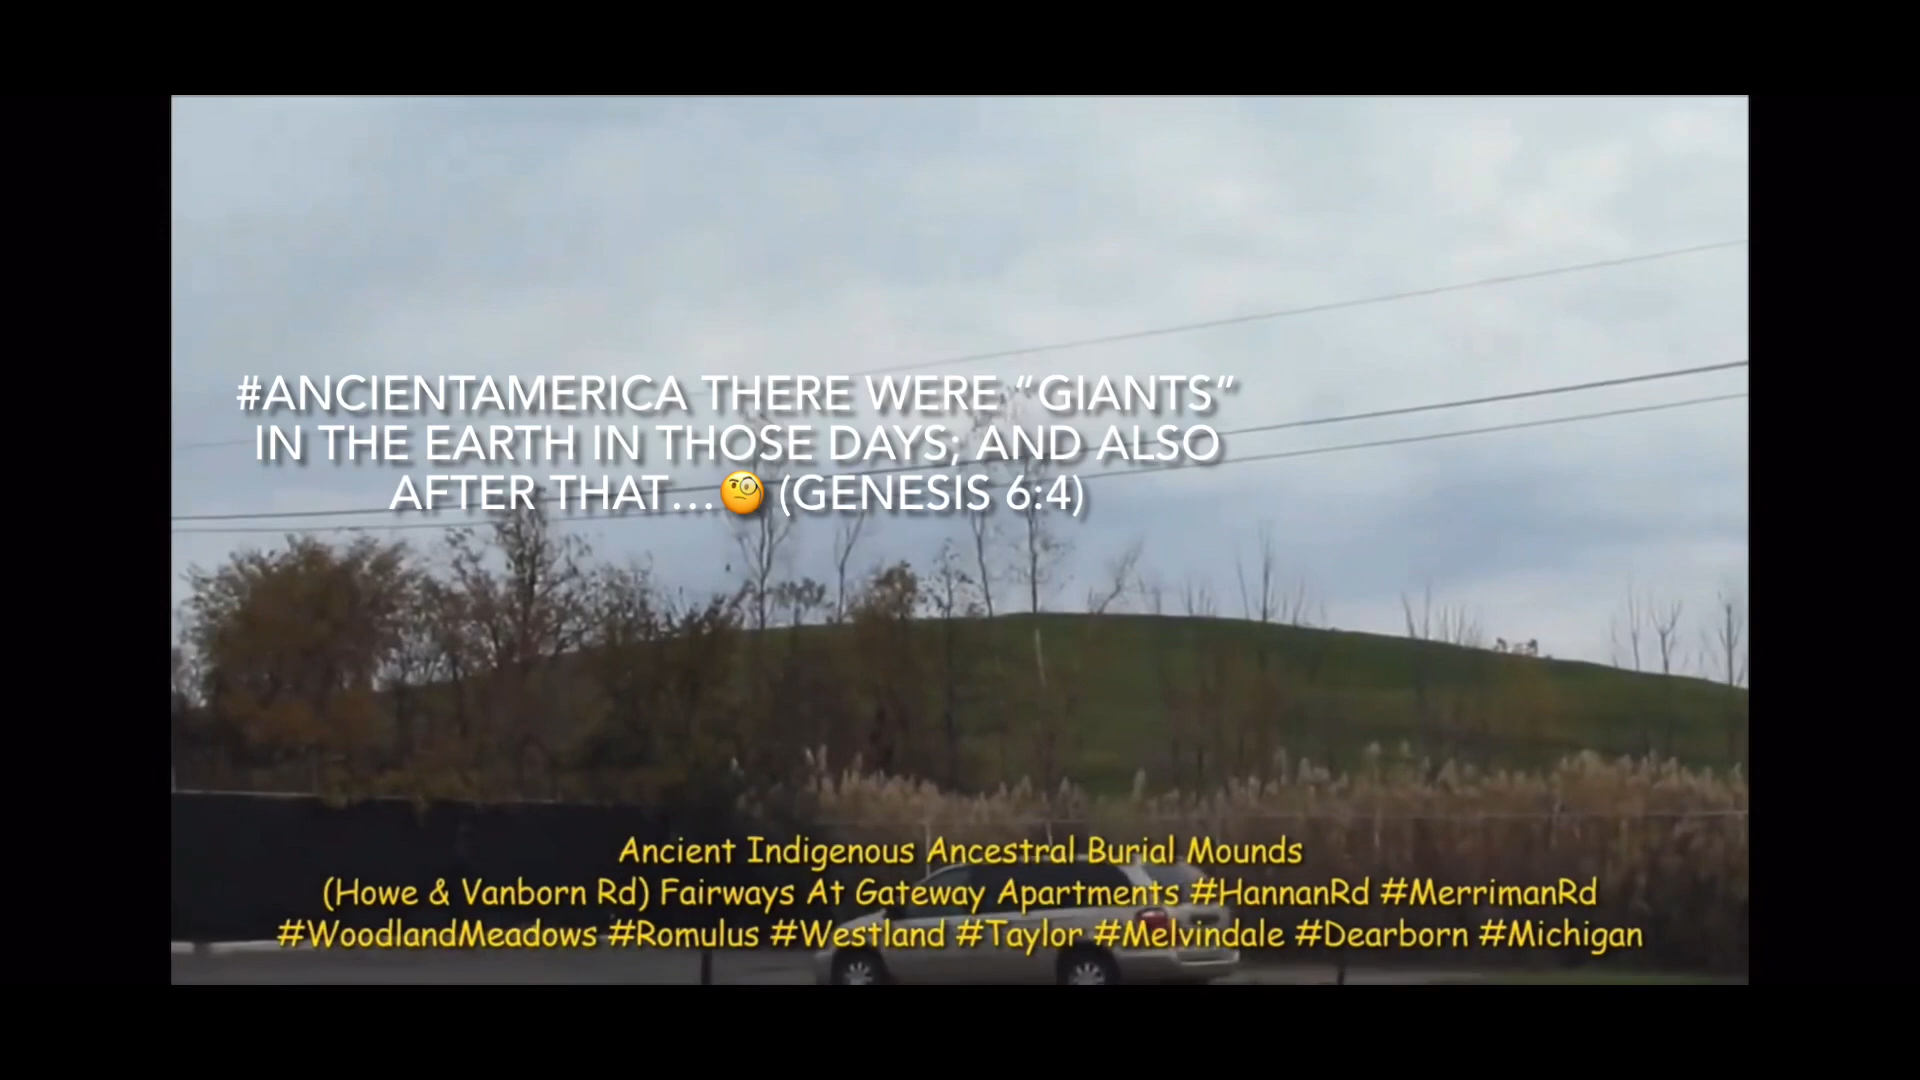 #ANCIENTAMERICA THERE WERE “GIANTS”
IN THE EARTH IN THOSE DAYS; AND ALSO
AFTER THAT…🧐 (GENESIS 6:4)
Ancient Indigenous Ancestral Burial Mounds
(Howe & Vanborn Rd) Fairways At Gateway Apartments #HannanRd #MerrimanRd
#WoodlandMeadows #Romulus #Westland #Taylor #Melvindale #Dearborn #Michigan